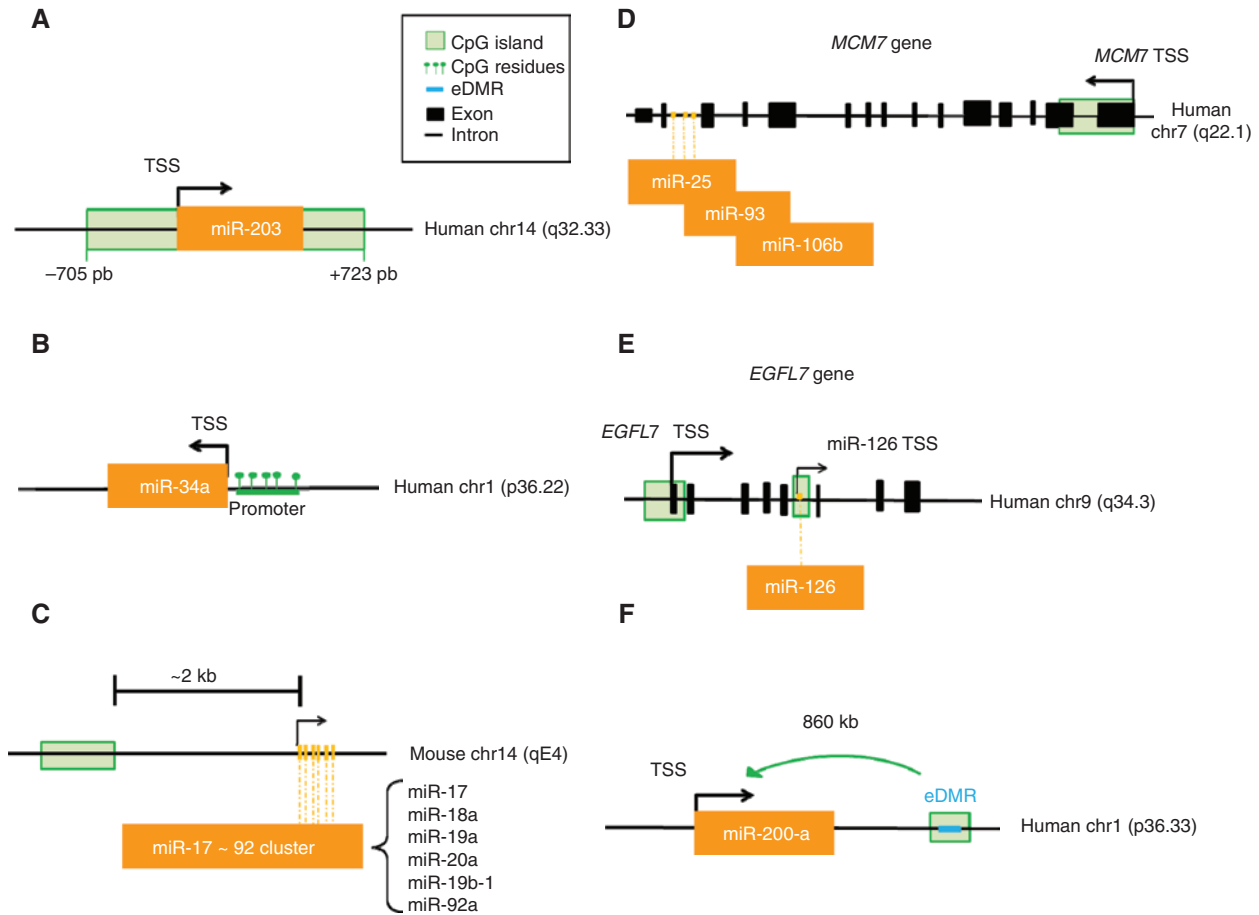 A
CpG island
CpG residues
eDMR
Exon
Intron
TSS
miR-203
Human chr14 (q32.33)
–705 pb
+723 pb
B
TSS
miR-34a
Promoter
Human chr1 (p36.22)
C
~2 kb
Mouse chr14 (qE4)
miR-17 ~ 92 cluster
miR-17
miR-18a
miR-19a
miR-20a
miR-19b-1
miR-92a
D
MCM7 gene
MCM7 TSS
Human
chr7 (q22.1)
miR-25
miR-93
miR-106b
E
EGFL7 gene
EGFL7 TSS
miR-126 TSS
Human chr9 (q34.3)
miR-126
F
860 kb
TSS
eDMR
miR-200-a
Human chr1 (p36.33)